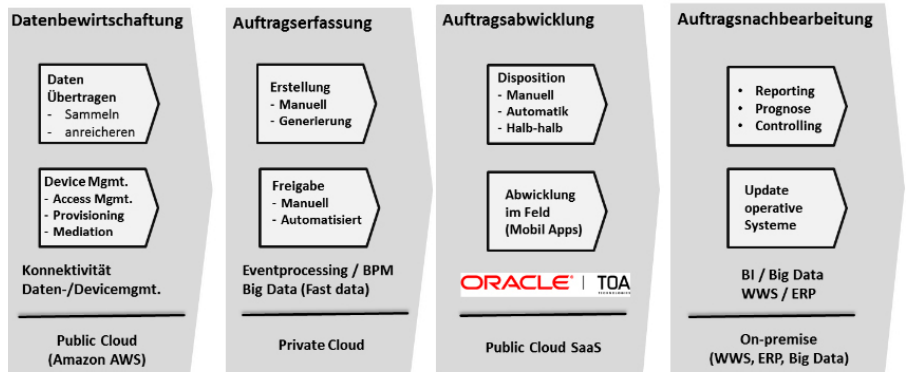 Datenbewirtschaftung
Daten
Übertragen
- Sammeln
- anreicheren
Device Mgmt.
- Access Mgmt.
- Provisioning
- Mediation
Konnektivität
Daten-/Devicemgmt.
Public Cloud
(Amazon AWS)
Auftragserfassung
Erstellung
- Manuell
- Generierung
Freigabe
- Manuell
- Automatisiert
Eventprocessing / BPM
Big Data (Fast data)
Private Cloud
Auftragsabwicklung
Disposition
- Manuell
- Automatik
- Halb-halb
Abwicklung
im Feld
(Mobil Apps)
ORACLE® | TOA
TECHNOLOGIES
Public Cloud SaaS
Auftragsnachbearbeitung
• Reporting
• Prognose
• Controlling
Update
operative
Systeme
BI / Big Data
WWS / ERP
On-premise
(WWS, ERP, Big Data)